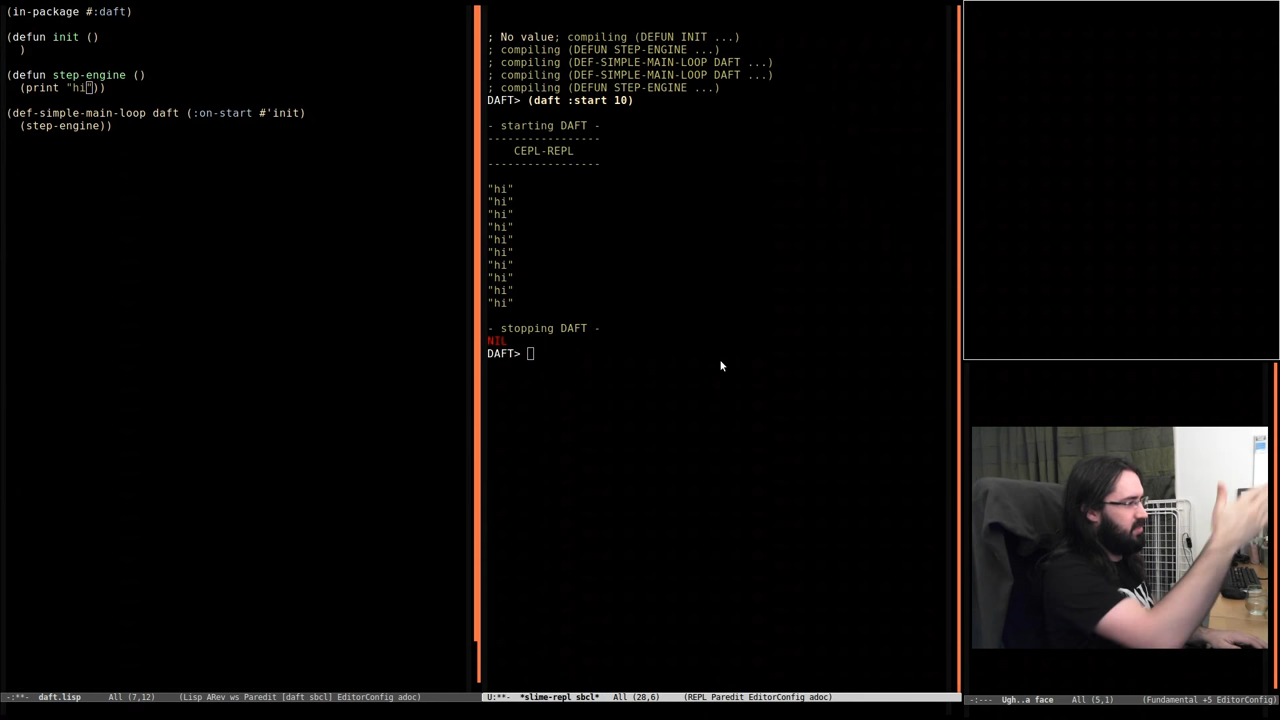 (in-package #:daft)
(defun init ()
)
(defun step-engine ()
(print "hi"))
(def-simple-main-loop daft (:on-start #'init)
(step-engine))
-:**- daft.lisp All (7,12) (Lisp ARev ws Paredit [daft sbcl] EditorConfig adoc)
; No value; compiling (DEFUN INIT ...)
; compiling (DEFUN STEP-ENGINE ...)
; compiling (DEF-SIMPLE-MAIN-LOOP DAFT ...)
; compiling (DEF-SIMPLE-MAIN-LOOP DAFT ...)
; compiling (DEFUN STEP-ENGINE ...)
DAFT> (daft :start 10)
- starting DAFT -
-----------------
CEPL-REPL
-----------------
"hi"
"hi"
"hi"
"hi"
"hi"
"hi"
"hi"
"hi"
"hi"
"hi"
- stopping DAFT -
NIL
DAFT>
U:**- *slime-repl sbcl* All (28,6) (REPL Paredit EditorConfig adoc)
-:--- Ugh..a face All (5,1) (Fundamental +5 EditorConfig)